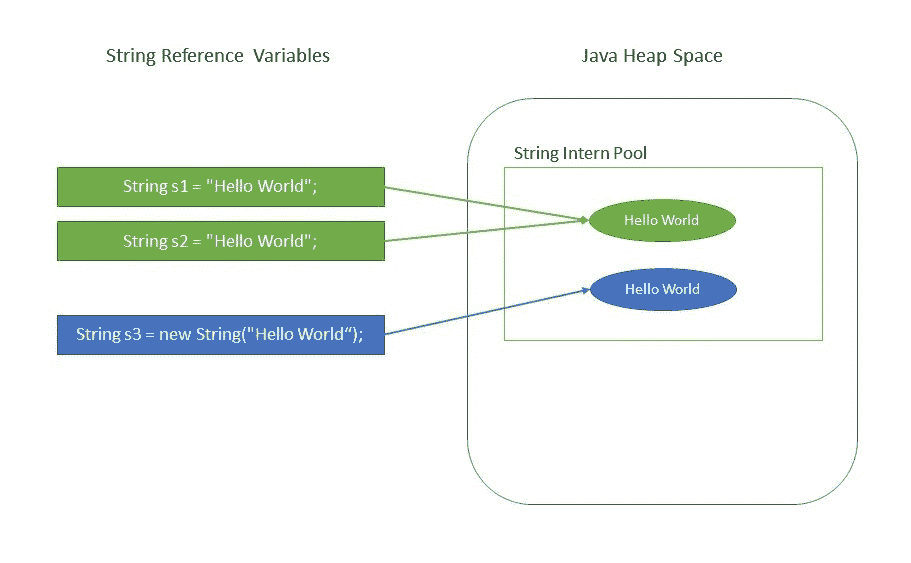 String Reference Variables
Java Heap Space
String Intern Pool
String s1 = "Hello World";
Hello World
String s2 = "Hello World";
Hello World
String s3 = new String("Hello World“);